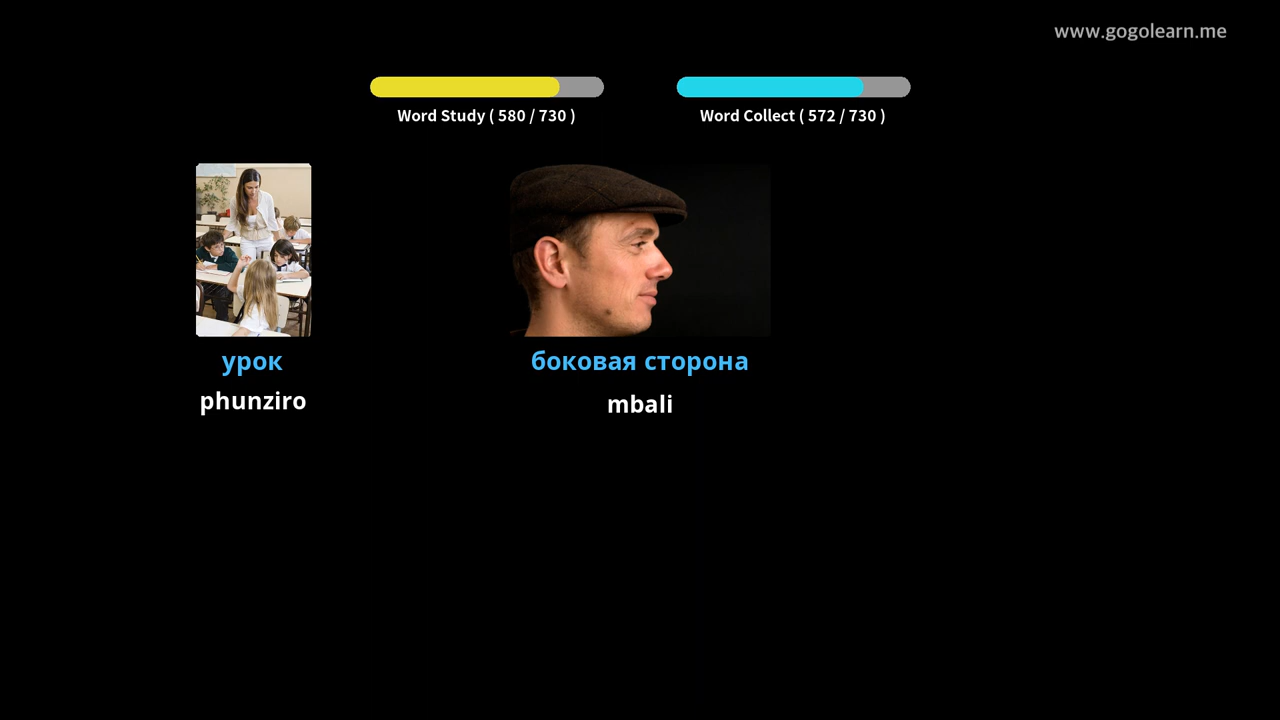 www.gogolearn.me
Word Study ( 580 / 730 )
Word Collect ( 572 / 730 )
урок
phunziro
боковая сторона
mbali